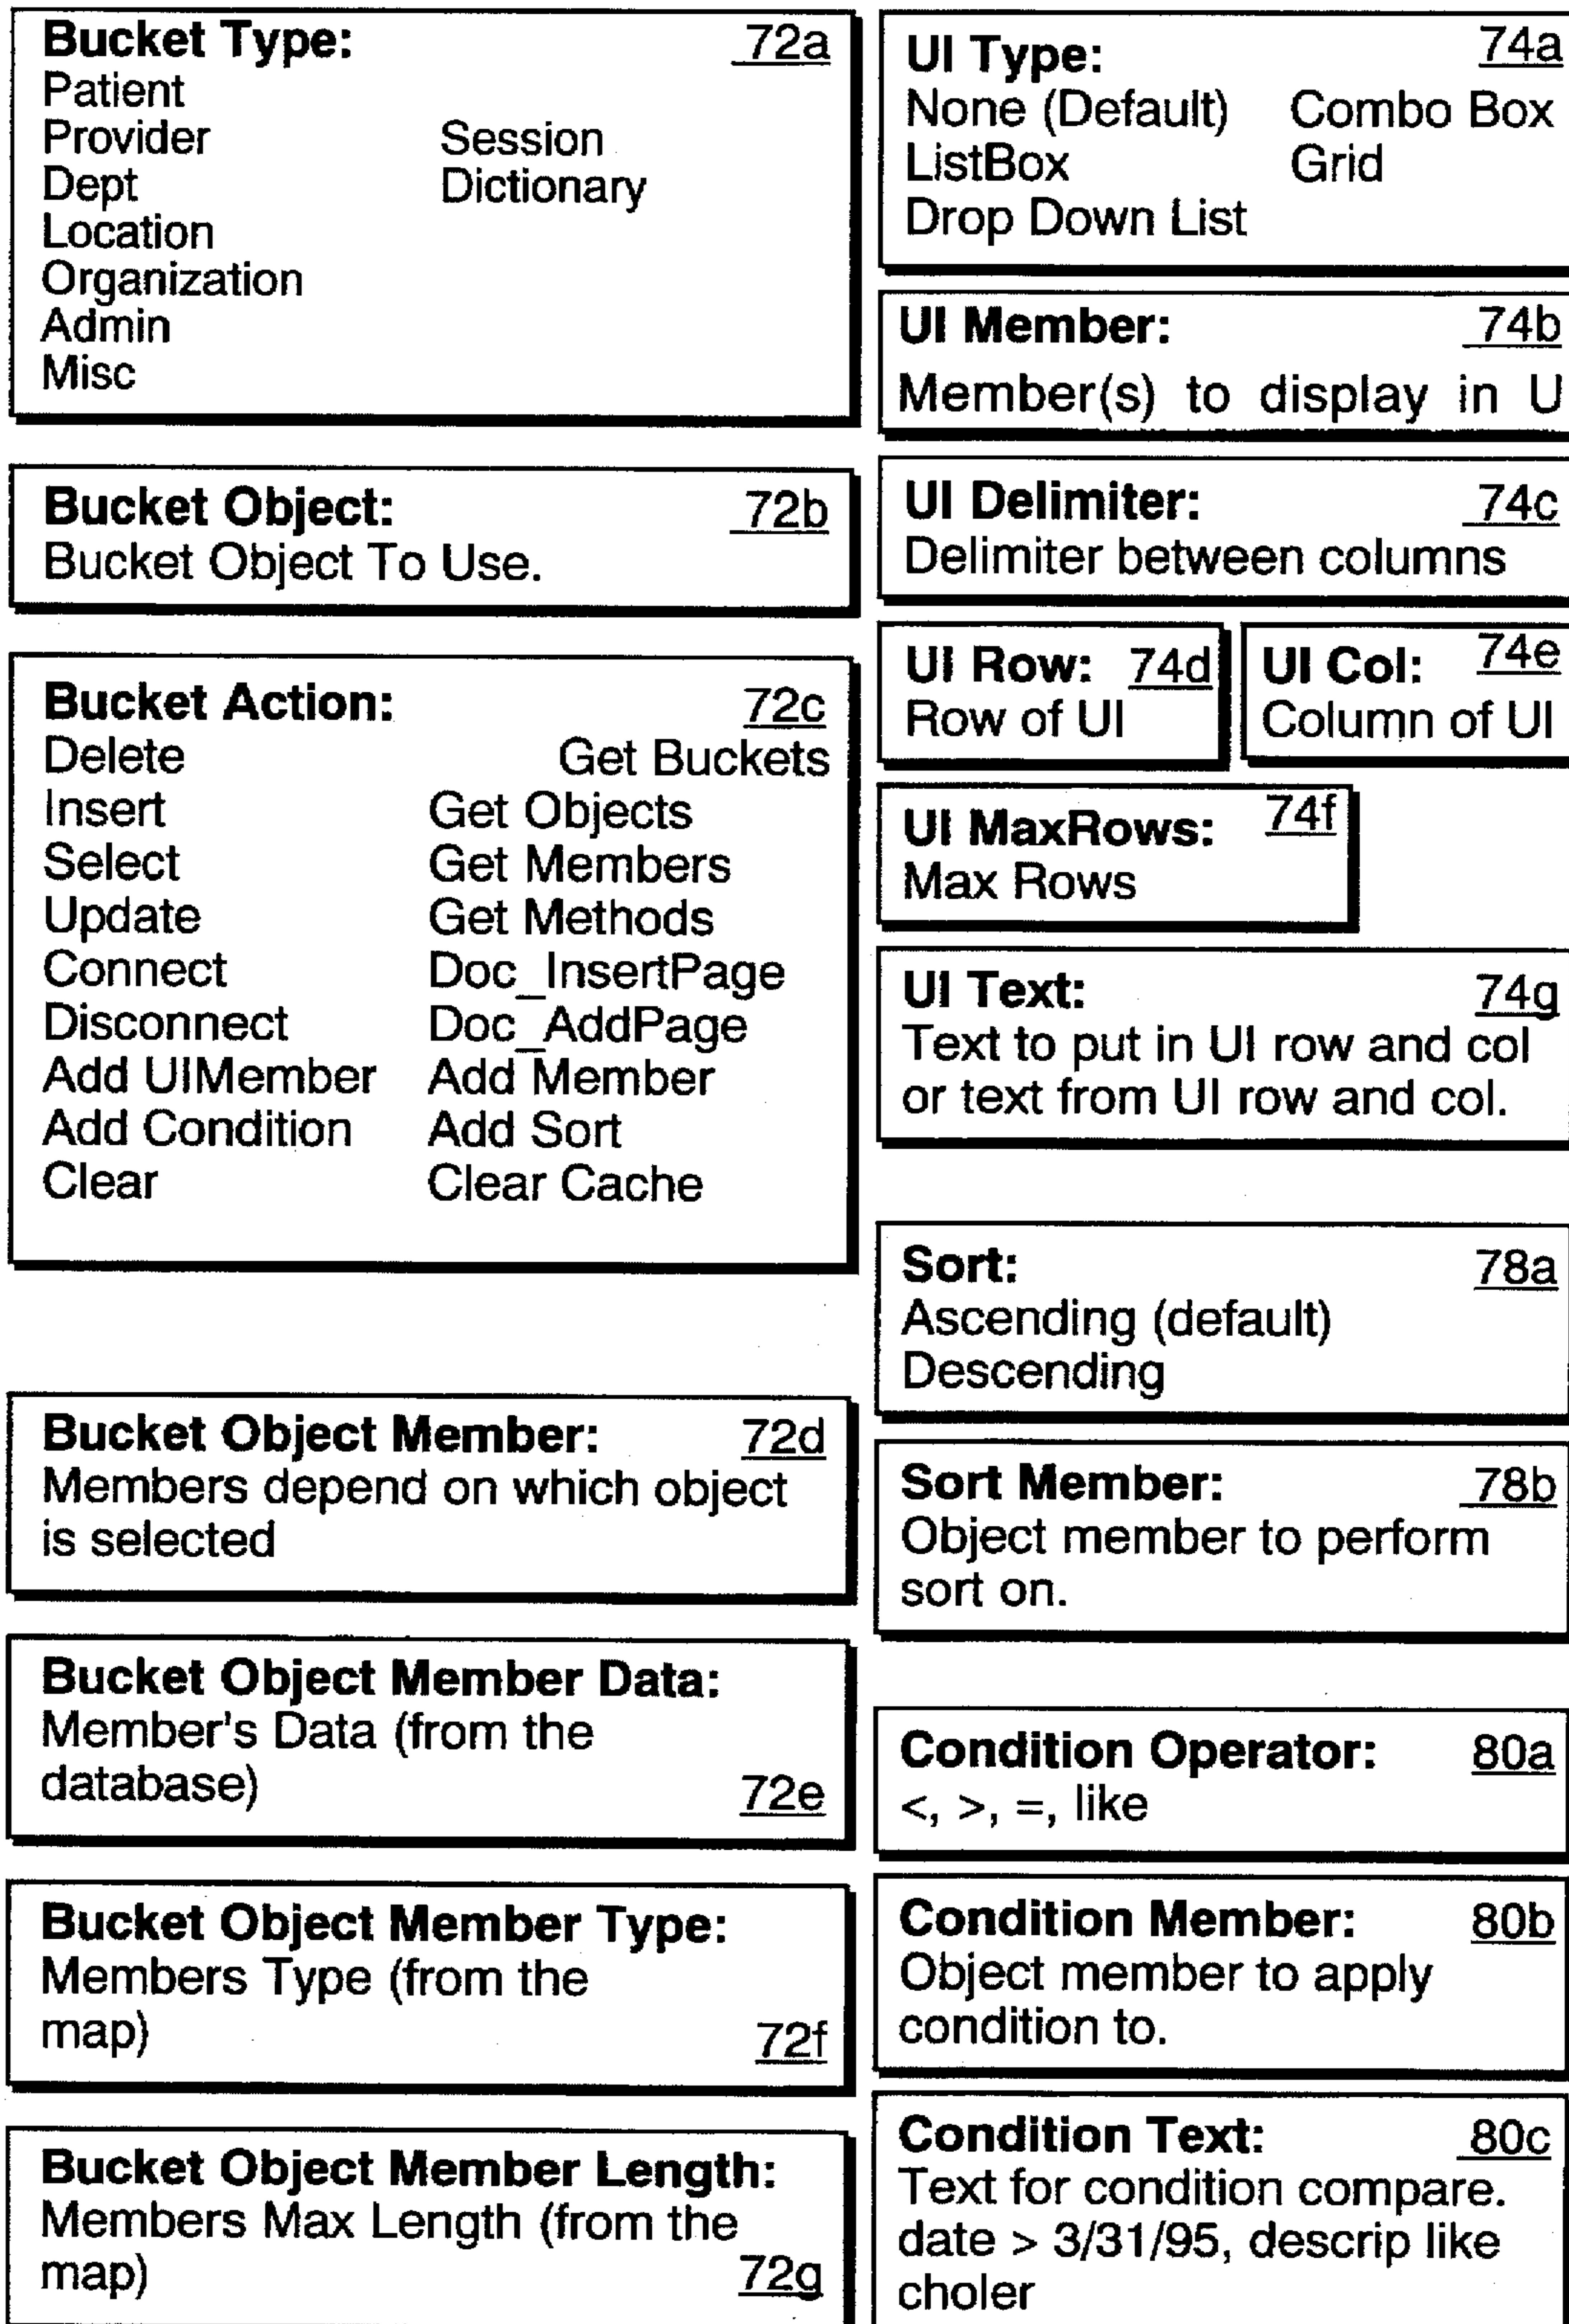 Bucket Type: 72a
Patient
Provider Session
Dept Dictionary
Location
Organization
Admin
Misc
Bucket Object: 72b
Bucket Object To Use.
Bucket Action: 72c
Delete Get Buckets
Insert Get Objects
Select Get Members
Update Get Methods
Connect Doc_InsertPage
Disconnect Doc_AddPage
Add UIMember Add Member
Add Condition Add Sort
Clear Clear Cache
Bucket Object Member: 72d
Members depend on which object
is selected
Bucket Object Member Data:
Member's Data (from the
database) 72e
Bucket Object Member Type:
Members Type (from the
map) 72f
Bucket Object Member Length:
Members Max Length (from the
map) 72g
UI Type: 74a
None (Default) Combo Box
ListBox Grid
Drop Down List
UI Member: 74b
Member(s) to display in U
UI Delimiter: 74c
Delimiter between columns
UI Row: 74d
Row of UI
UI Col: 74e
Column of UI
UI MaxRows: 74f
Max Rows
UI Text: 74g
Text to put in UI row and col
or text from UI row and col.
Sort: 78a
Ascending (default)
Descending
Sort Member: 78b
Object member to perform
sort on.
Condition Operator: 80a
<, >, =, like
Condition Member: 80b
Object member to apply
condition to.
Condition Text: 80c
Text for condition compare.
date > 3/31/95, descrip like
choler